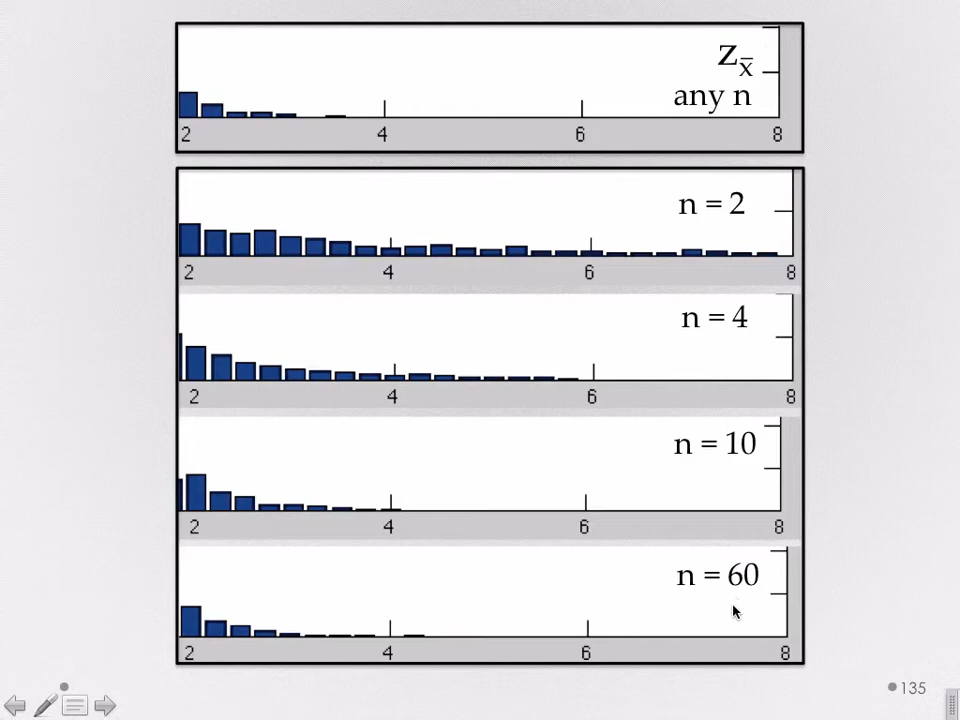 z_x̄
any n
2 4 6 8
n = 2
2 4 6 8
n = 4
2 4 6 8
n = 10
2 4 6 8
n = 60
2 4 6 8
135